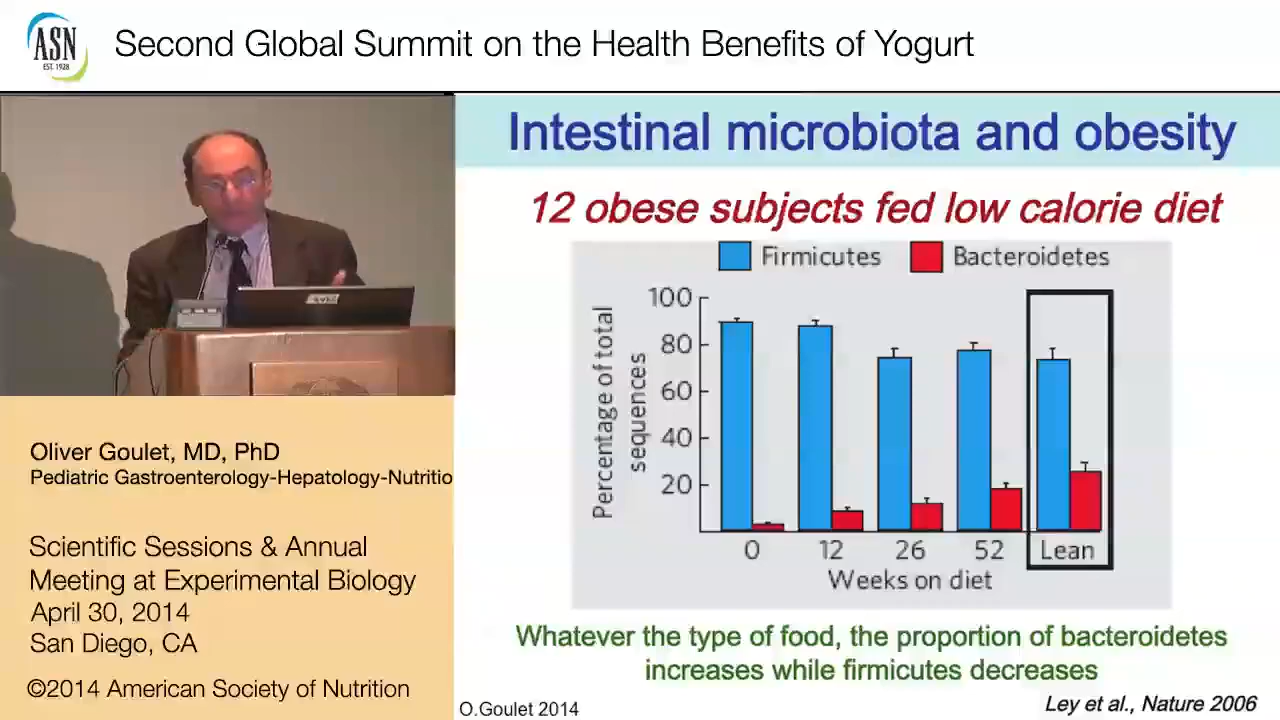 ASN
EST. 1928
Second Global Summit on the Health Benefits of Yogurt
Intestinal microbiota and obesity
12 obese subjects fed low calorie diet
Firmicutes
Bacteroidetes
Percentage of total
sequences
100
80
60
40
20
0
12
26
52
Lean
Weeks on diet
Whatever the type of food, the proportion of bacteroidetes
increases while firmicutes decreases
Ley et al., Nature 2006
O.Goulet 2014
Oliver Goulet, MD, PhD
Pediatric Gastroenterology-Hepatology-Nutritio
Scientific Sessions & Annual
Meeting at Experimental Biology
April 30, 2014
San Diego, CA
©2014 American Society of Nutrition